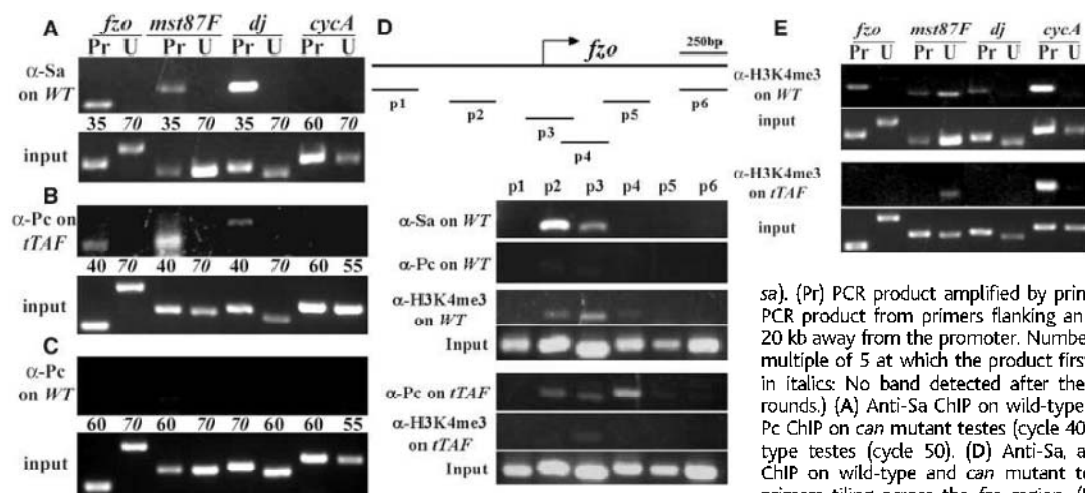 A
fzo mst87F dj cycA
Pr U Pr U Pr U Pr U
α-Sa
on WT
35 70 35 70 35 70 60 70
input
B
α-Pc on
tTAF
40 70 40 70 40 70 60 55
input
C
α-Pc
on WT
60 70 60 70 60 70 60 55
input
D
fzo
250bp
p1 p2 p3 p4 p5 p6
p1 p2 p3 p4 p5 p6
α-Sa on WT
α-Pc on WT
α-H3K4me3
on WT
Input
α-Pc on tTAF
α-H3K4me3
on tTAF
Input
E
fzo mst87F dj cycA
Pr U Pr U Pr U Pr U
α-H3K4me3
on WT
input
α-H3K4me3
on tTAF
input
sa). (Pr) PCR product amplified by prim
PCR product from primers flanking an
20 kb away from the promoter. Number
multiple of 5 at which the product first
in italics: No band detected after the
rounds.) (A) Anti-Sa ChIP on wild-type
Pc ChIP on can mutant testes (cycle 40
type testes (cycle 50). (D) Anti-Sa, a
ChIP on wild-type and can mutant te